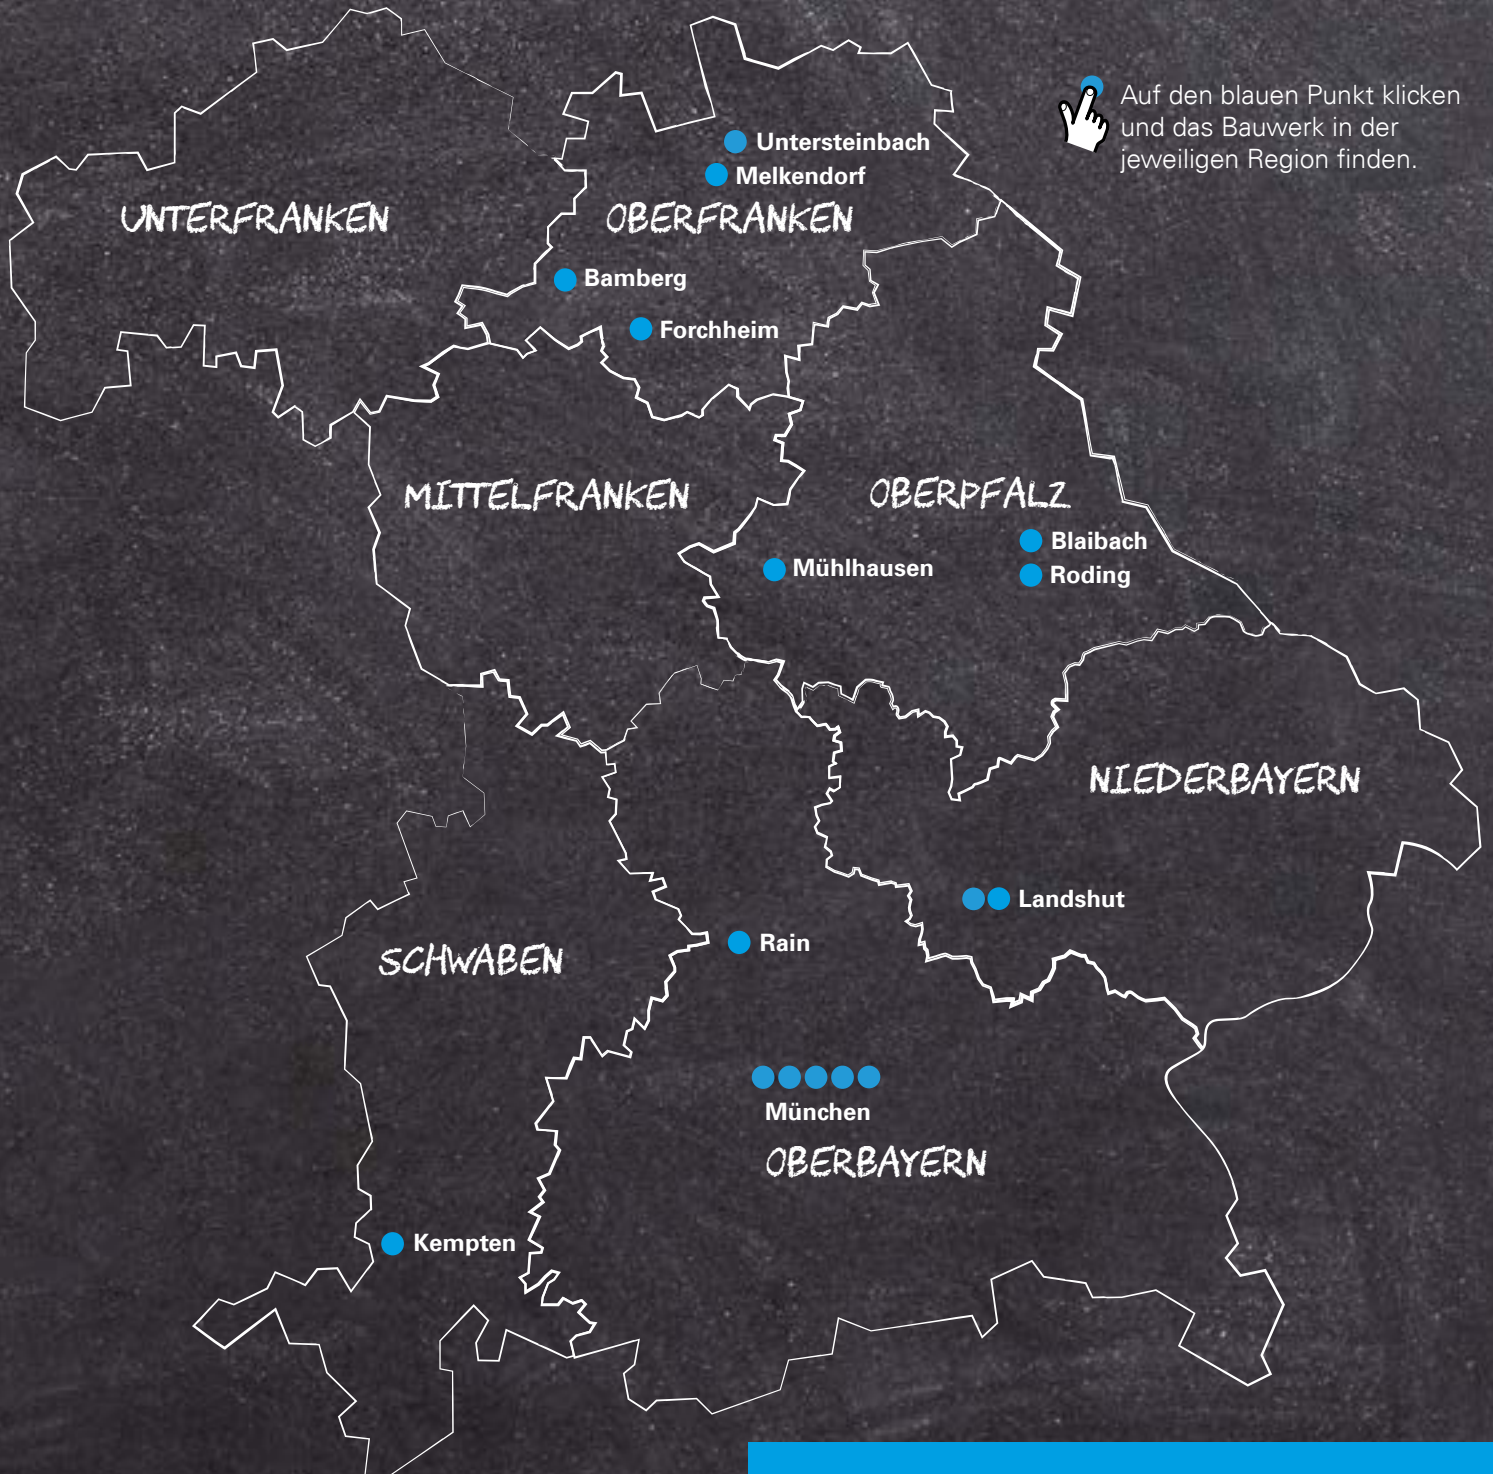 Auf den blauen Punkt klicken
und das Bauwerk in der
jeweiligen Region finden.
Untersteinbach
Melkendorf
UNTERFRANKEN
OBERFRANKEN
Bamberg
Forchheim
MITTELFRANKEN
OBERPFALZ
Blaibach
Mühlhausen
Roding
NIEDERBAYERN
Landshut
Rain
SCHWABEN
München
OBERBAYERN
Kempten